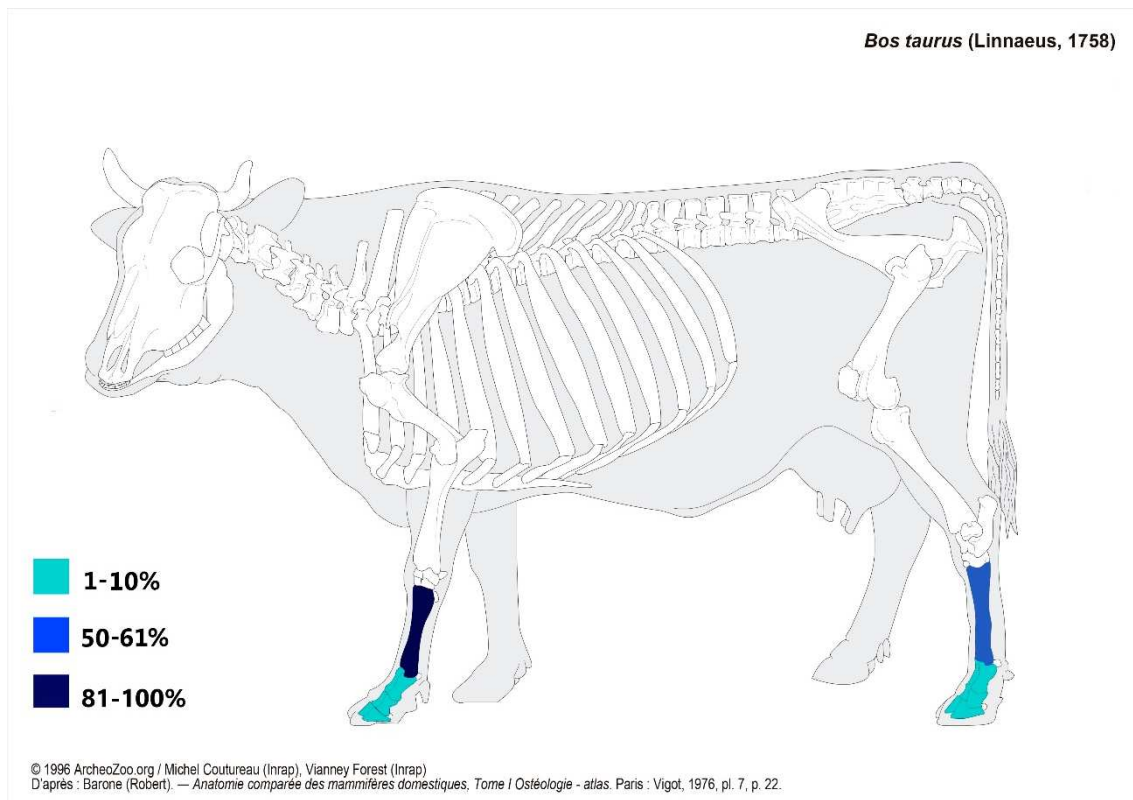 Bos taurus (Linnaeus, 1758)
1-10%
50-61%
81-100%
© 1996 ArcheoZoo.org / Michel Coutureau (Inrap), Vianney Forest (Inrap)
D'après : Barone (Robert). — Anatomie comparée des mammifères domestiques, Tome I Ostéologie - atlas. Paris : Vigot, 1976, pl. 7, p. 22.